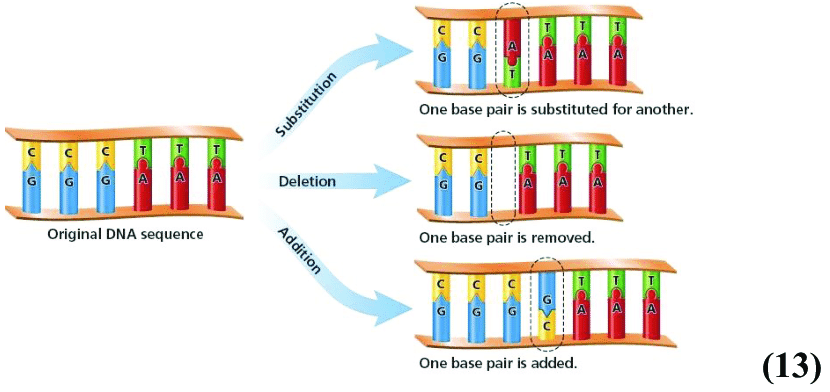 C C C T T T
G G G A A A
Original DNA sequence
Substitution
C C A T T T
G G T A A A
One base pair is substituted for another.
Deletion
C C T T T
G G A A A
One base pair is removed.
Addition
C C C G T T T
G G G C A A A
One base pair is added.
(13)